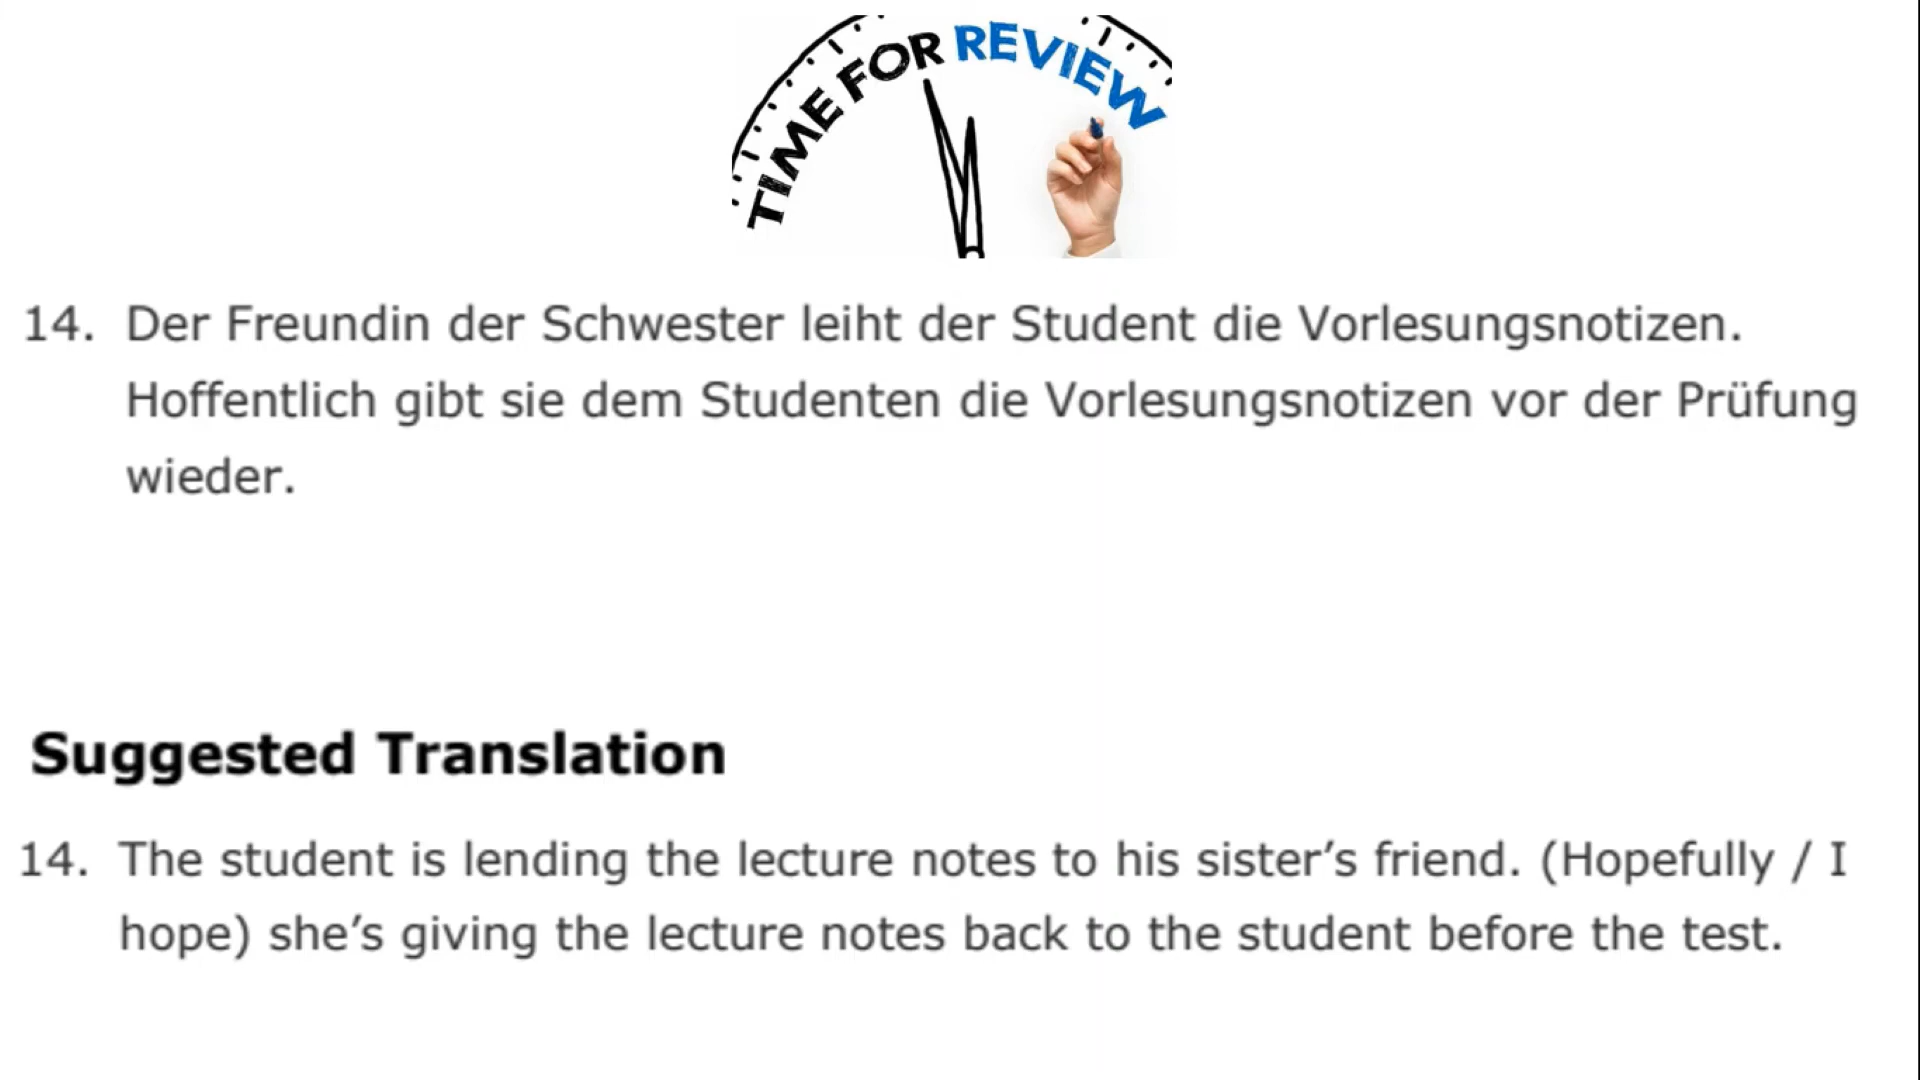 TIME FOR REVIEW
14. Der Freundin der Schwester leiht der Student die Vorlesungsnotizen.
Hoffentlich gibt sie dem Studenten die Vorlesungsnotizen vor der Prüfung
wieder.
Suggested Translation
14. The student is lending the lecture notes to his sister’s friend. (Hopefully / I
hope) she’s giving the lecture notes back to the student before the test.